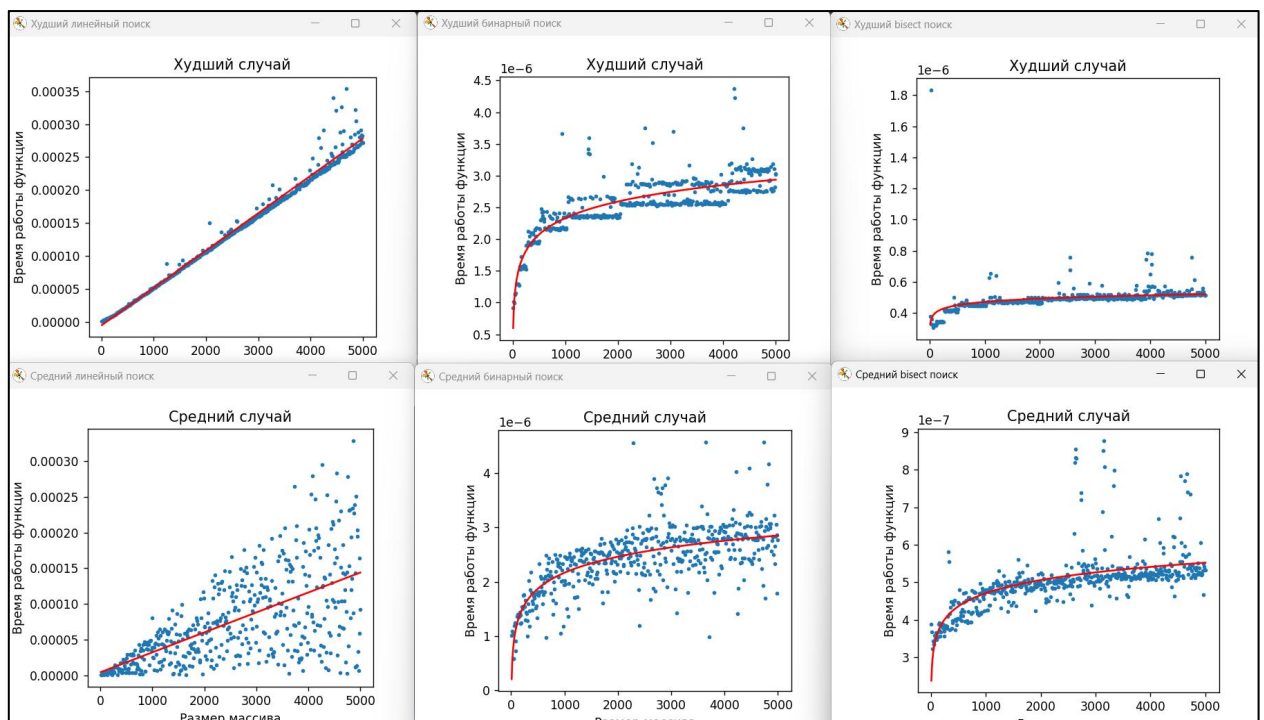 Худший линейный поиск
Худший случай
Время работы функции
0.00035
0.00030
0.00025
0.00020
0.00015
0.00010
0.00005
0.00000
0 1000 2000 3000 4000 5000
Худший бинарный поиск
Худший случай
1e−6
Время работы функции
4.5
4.0
3.5
3.0
2.5
2.0
1.5
1.0
0.5
0 1000 2000 3000 4000 5000
Худший bisect поиск
Худший случай
1e−6
Время работы функции
1.8
1.6
1.4
1.2
1.0
0.8
0.6
0.4
0 1000 2000 3000 4000 5000
Средний линейный поиск
Средний случай
Время работы функции
0.00030
0.00025
0.00020
0.00015
0.00010
0.00005
0.00000
0 1000 2000 3000 4000 5000
Размер массива
Средний бинарный поиск
Средний случай
1e−6
Время работы функции
4
3
2
1
0
0 1000 2000 3000 4000 5000
Средний bisect поиск
Средний случай
1e−7
Время работы функции
9
8
7
6
5
4
3
0 1000 2000 3000 4000 5000